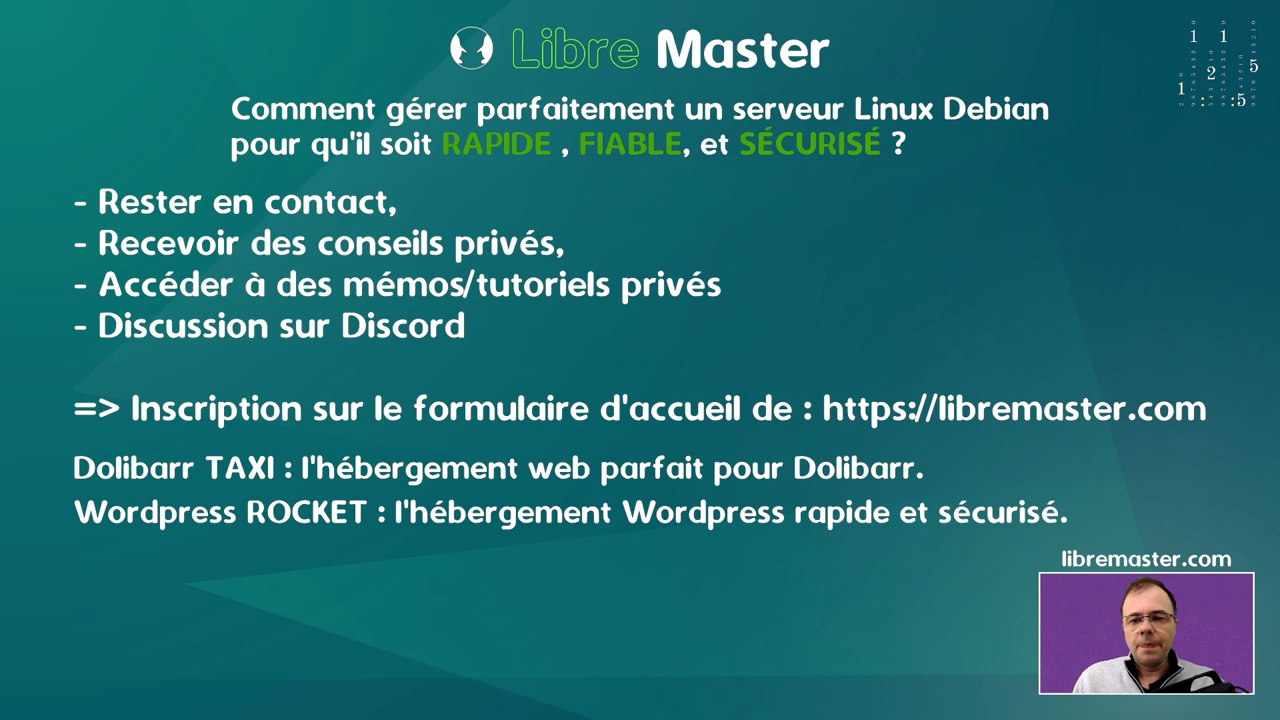 Libre Master
Comment gérer parfaitement un serveur Linux Debian
pour qu'il soit RAPIDE , FIABLE, et SÉCURISÉ ?
- Rester en contact,
- Recevoir des conseils privés,
- Accéder à des mémos/tutoriels privés
- Discussion sur Discord
=> Inscription sur le formulaire d'accueil de : https://libremaster.com
Dolibarr TAXI : l'hébergement web parfait pour Dolibarr.
Wordpress ROCKET : l'hébergement Wordpress rapide et sécurisé.
libremaster.com